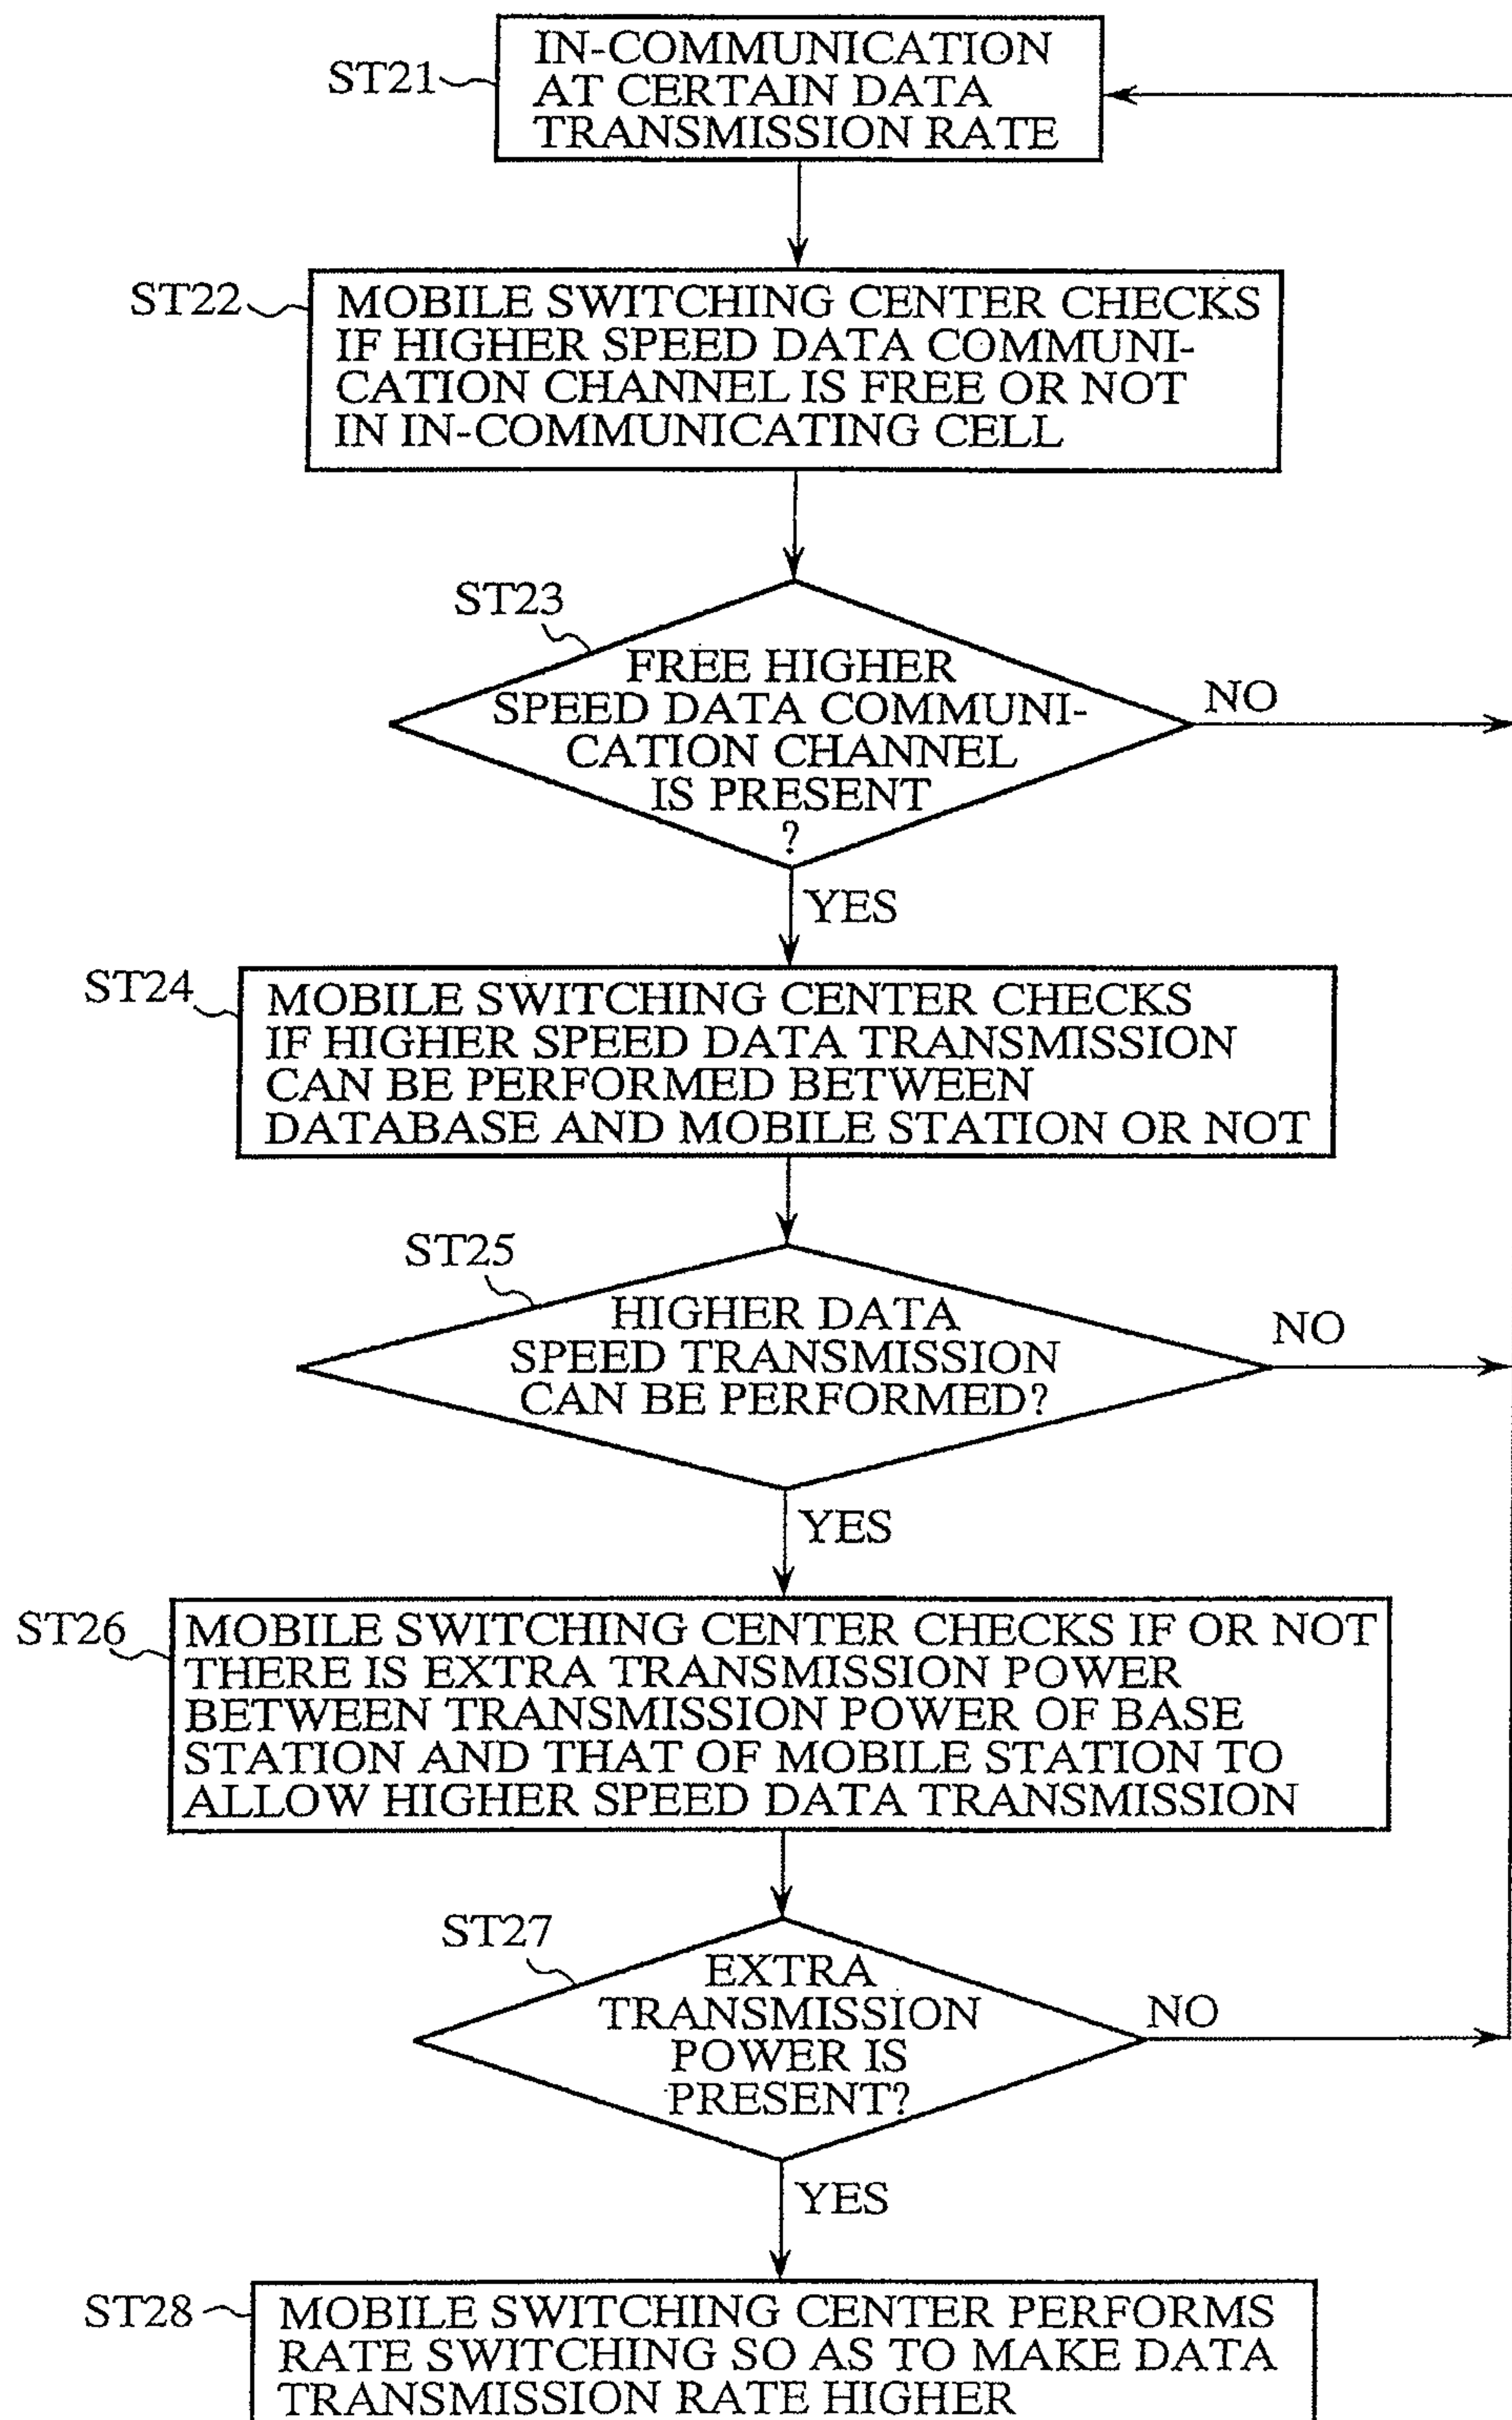 ST21
IN-COMMUNICATION
AT CERTAIN DATA
TRANSMISSION RATE
ST22
MOBILE SWITCHING CENTER CHECKS
IF HIGHER SPEED DATA COMMUNI-
CATION CHANNEL IS FREE OR NOT
IN IN-COMMUNICATING CELL
ST23
FREE HIGHER
SPEED DATA COMMUNI-
CATION CHANNEL
IS PRESENT
?
NO
YES
ST24
MOBILE SWITCHING CENTER CHECKS
IF HIGHER SPEED DATA TRANSMISSION
CAN BE PERFORMED BETWEEN
DATABASE AND MOBILE STATION OR NOT
ST25
HIGHER DATA
SPEED TRANSMISSION
CAN BE PERFORMED?
NO
YES
ST26
MOBILE SWITCHING CENTER CHECKS IF OR NOT
THERE IS EXTRA TRANSMISSION POWER
BETWEEN TRANSMISSION POWER OF BASE
STATION AND THAT OF MOBILE STATION TO
ALLOW HIGHER SPEED DATA TRANSMISSION
ST27
EXTRA
TRANSMISSION
POWER IS
PRESENT?
NO
YES
ST28
MOBILE SWITCHING CENTER PERFORMS
RATE SWITCHING SO AS TO MAKE DATA
TRANSMISSION RATE HIGHER